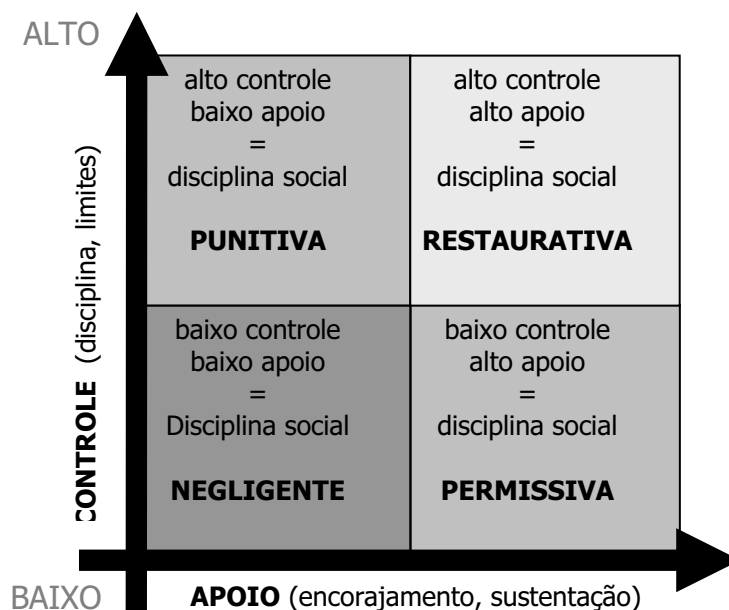 ALTO
alto controle
baixo apoio
=
disciplina social
PUNITIVA
alto controle
alto apoio
=
disciplina social
RESTAURATIVA
baixo controle
baixo apoio
=
Disciplina social
NEGLIGENTE
baixo controle
alto apoio
=
disciplina social
PERMISSIVA
CONTROLE (disciplina, limites)
BAIXO
APOIO (encorajamento, sustentação)